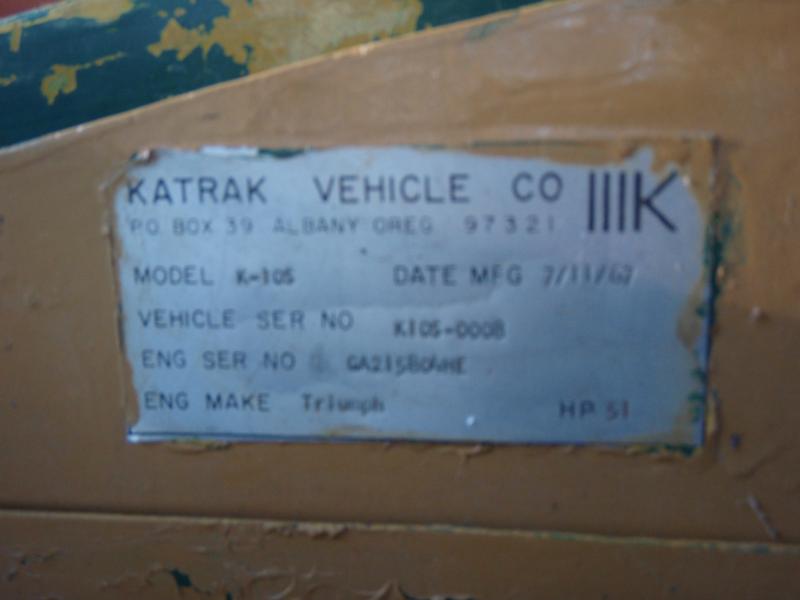 KATRAK VEHICLE CO IIIK
P.O. BOX 39 ALBANY OREG 97321
MODEL K-105 DATE MFG 7/11/67
VEHICLE SER NO K105-0008
ENG SER NO
ENG MAKE Triumph HP 51